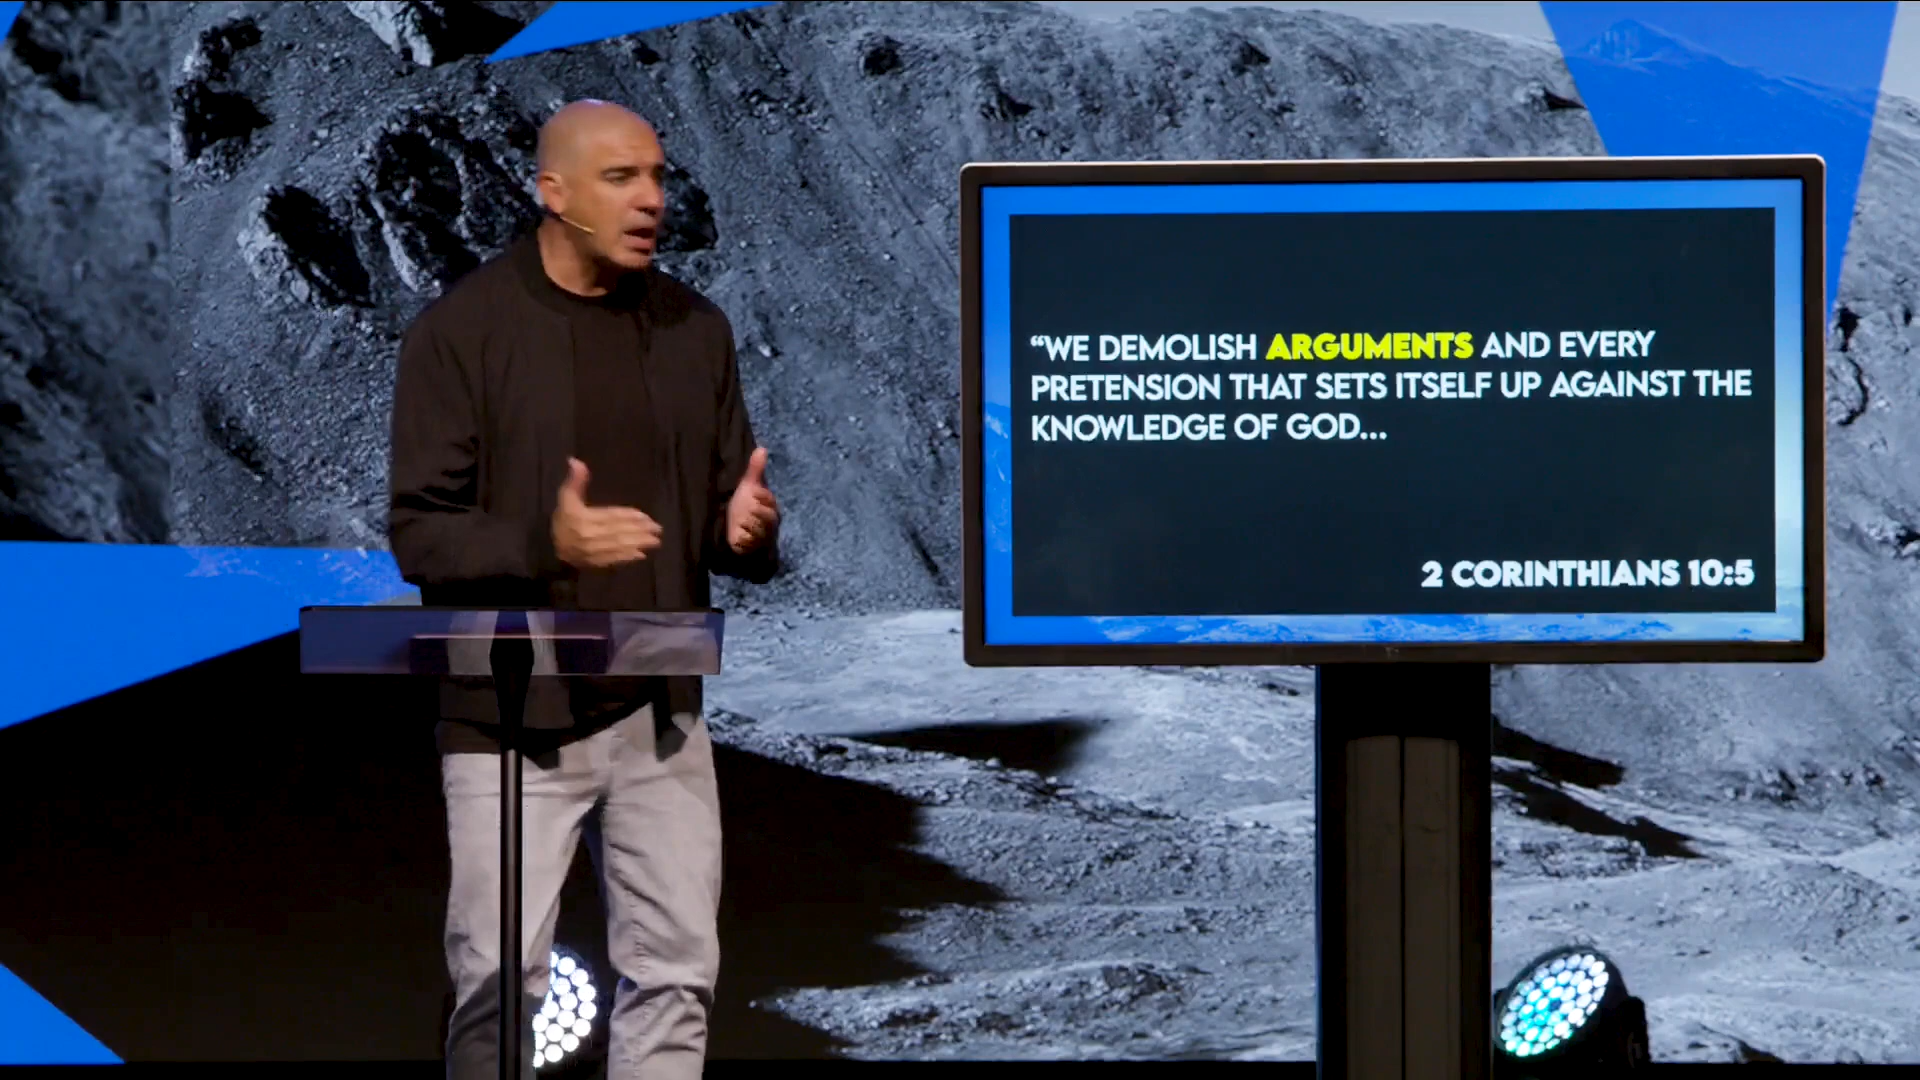 “WE DEMOLISH ARGUMENTS AND EVERY
PRETENSION THAT SETS ITSELF UP AGAINST THE
KNOWLEDGE OF GOD...
2 CORINTHIANS 10:5